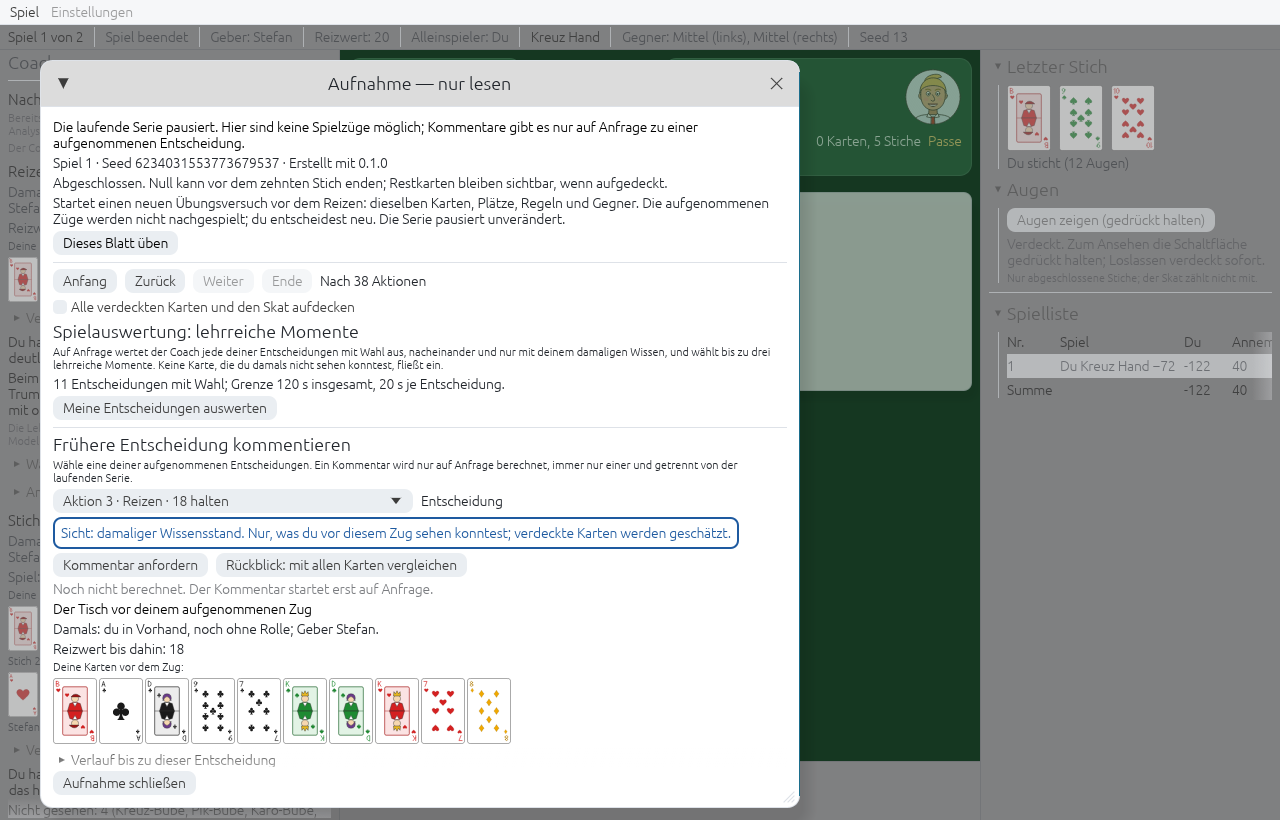 Spiel Einstellungen
Spiel 1 von 2 Spiel beendet Geber: Stefan Reizwert: 20 Alleinspieler: Du Kreuz Hand Gegner: Mittel (links), Mittel (rechts) Seed 13
Aufnahme — nur lesen
Die laufende Serie pausiert. Hier sind keine Spielzüge möglich; Kommentare gibt es nur auf Anfrage zu einer
aufgenommenen Entscheidung.
Spiel 1 · Seed 6234031553773679537 · Erstellt mit 0.1.0
Abgeschlossen. Null kann vor dem zehnten Stich enden; Restkarten bleiben sichtbar, wenn aufgedeckt.
Startet einen neuen Übungsversuch vor dem Reizen: dieselben Karten, Plätze, Regeln und Gegner. Die aufgenommenen
Züge werden nicht nachgespielt; du entscheidest neu. Die Serie pausiert unverändert.
Dieses Blatt üben
Anfang Zurück Weiter Ende Nach 38 Aktionen
Alle verdeckten Karten und den Skat aufdecken
Spielauswertung: lehrreiche Momente
Auf Anfrage wertet der Coach jede deiner Entscheidungen mit Wahl aus, nacheinander und nur mit deinem damaligen Wissen, und wählt bis zu drei
lehrreiche Momente. Keine Karte, die du damals nicht sehen konntest, fließt ein.
11 Entscheidungen mit Wahl; Grenze 120 s insgesamt, 20 s je Entscheidung.
Meine Entscheidungen auswerten
Frühere Entscheidung kommentieren
Wähle eine deiner aufgenommenen Entscheidungen. Ein Kommentar wird nur auf Anfrage berechnet, immer nur einer und getrennt von der
laufenden Serie.
Aktion 3 · Reizen · 18 halten Entscheidung
Sicht: damaliger Wissensstand. Nur, was du vor diesem Zug sehen konntest; verdeckte Karten werden geschätzt.
Kommentar anfordern Rückblick: mit allen Karten vergleichen
Noch nicht berechnet. Der Kommentar startet erst auf Anfrage.
Der Tisch vor deinem aufgenommenen Zug
Damals: du in Vorhand, noch ohne Rolle; Geber Stefan.
Reizwert bis dahin: 18
Deine Karten vor dem Zug:
B A D 9 7 K D K 7 8
Verlauf bis zu dieser Entscheidung
Aufnahme schließen
Nicht gesehen: 4 (Kreuz-Bube, Pik-Bube, Karo-Bube,
0 Karten, 5 Stiche Passe
Letzter Stich
B 9 10
Du sticht (12 Augen)
Augen
Augen zeigen (gedrückt halten)
Verdeckt. Zum Ansehen die Schaltfläche
gedrückt halten; Loslassen verdeckt sofort.
Nur abgeschlossene Stiche; der Skat zählt nicht mit.
Spielliste
Nr. Spiel Du Annem
1 Du Kreuz Hand −72 -122 40
Summe -122 40